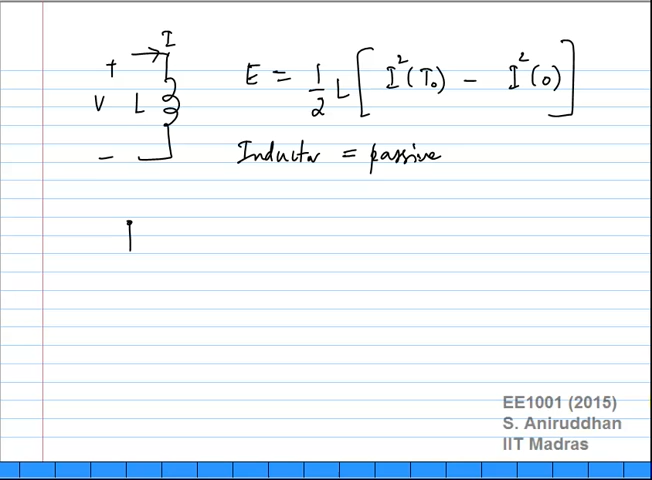 I
+
V L
−
E = 1/2 L [ I²(T₀) − I²(0) ]
Inductor = passive
EE1001 (2015)
S. Aniruddhan
IIT Madras